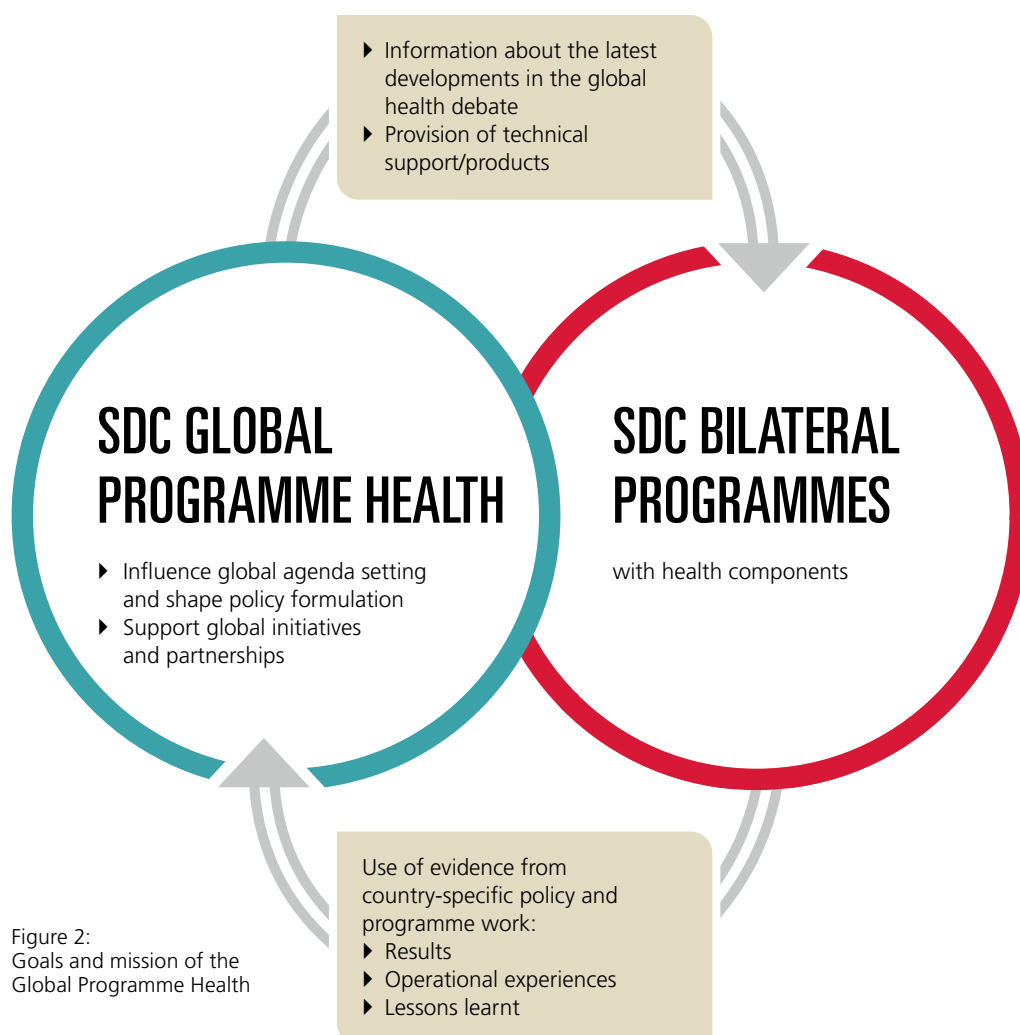 ▶ Information about the latest
developments in the global
health debate
▶ Provision of technical
support/products
SDC GLOBAL
PROGRAMME HEALTH
▶ Influence global agenda setting
and shape policy formulation
▶ Support global initiatives
and partnerships
SDC BILATERAL
PROGRAMMES
with health components
Use of evidence from
country-specific policy and
programme work:
▶ Results
▶ Operational experiences
▶ Lessons learnt
Figure 2:
Goals and mission of the
Global Programme Health